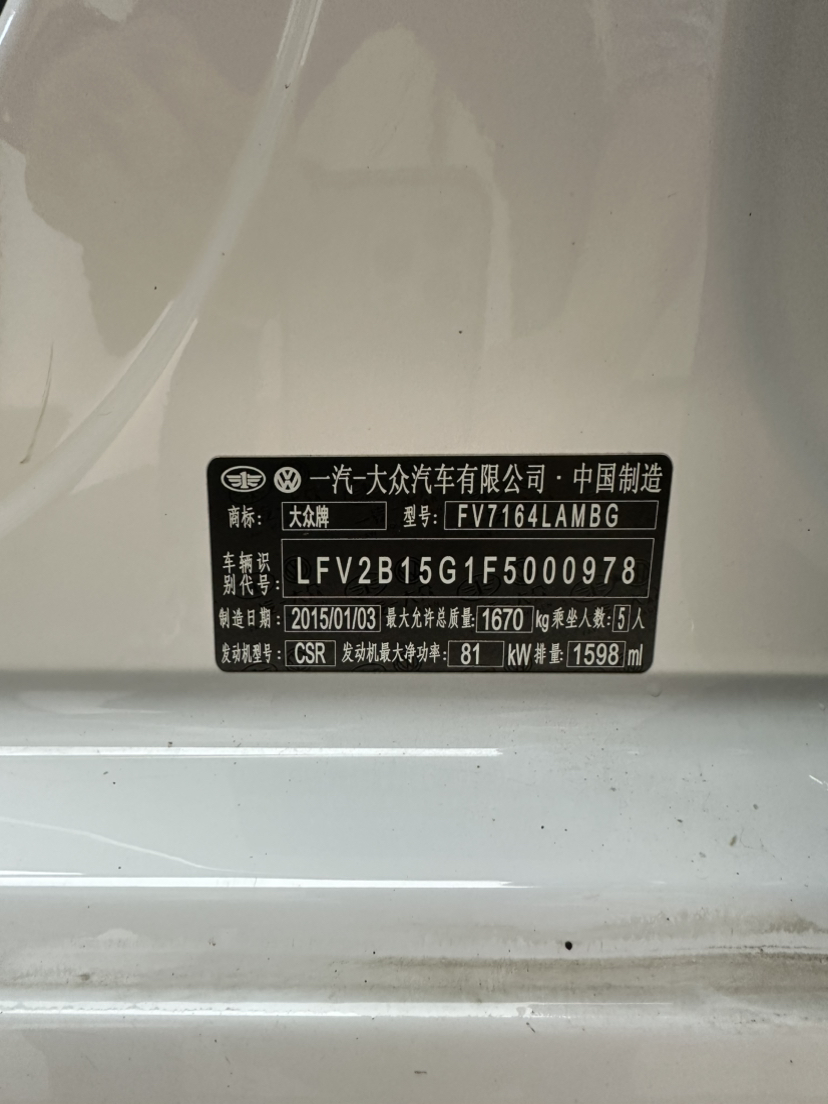 一汽-大众汽车有限公司·中国制造
商标: 大众牌 型号: FV7164LAMBG
车辆识别代号: LFV2B15G1F5000978
制造日期: 2015/01/03 最大允许总质量: 1670 kg 乘坐人数: 5 人
发动机型号: CSR 发动机最大净功率: 81 kW 排量: 1598 ml